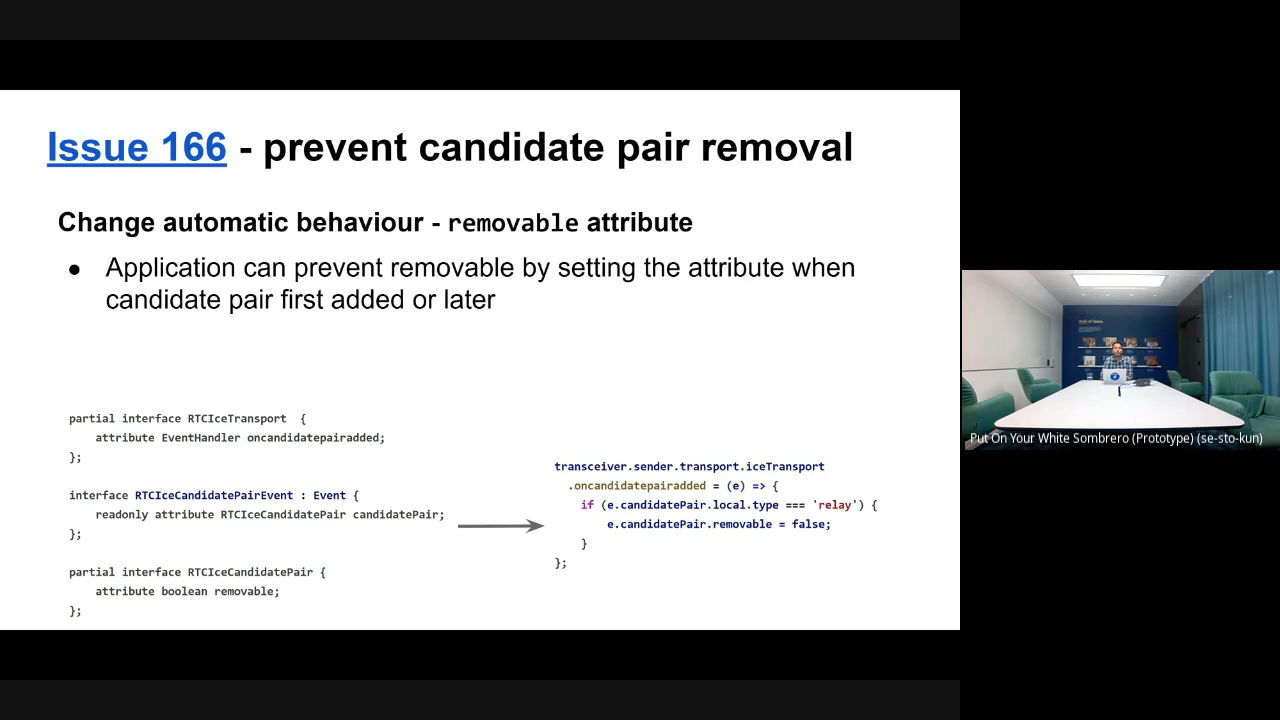 Issue 166 - prevent candidate pair removal
Change automatic behaviour - removable attribute
● Application can prevent removable by setting the attribute when
candidate pair first added or later
partial interface RTCIceTransport {
attribute EventHandler oncandidatepairadded;
};
interface RTCIceCandidatePairEvent : Event {
readonly attribute RTCIceCandidatePair candidatePair;
};
partial interface RTCIceCandidatePair {
attribute boolean removable;
};
transceiver.sender.transport.iceTransport
.oncandidatepairadded = (e) => {
if (e.candidatePair.local.type === 'relay') {
e.candidatePair.removable = false;
}
};
Put On Your White Sombrero (Prototype) (se-sto-kun)